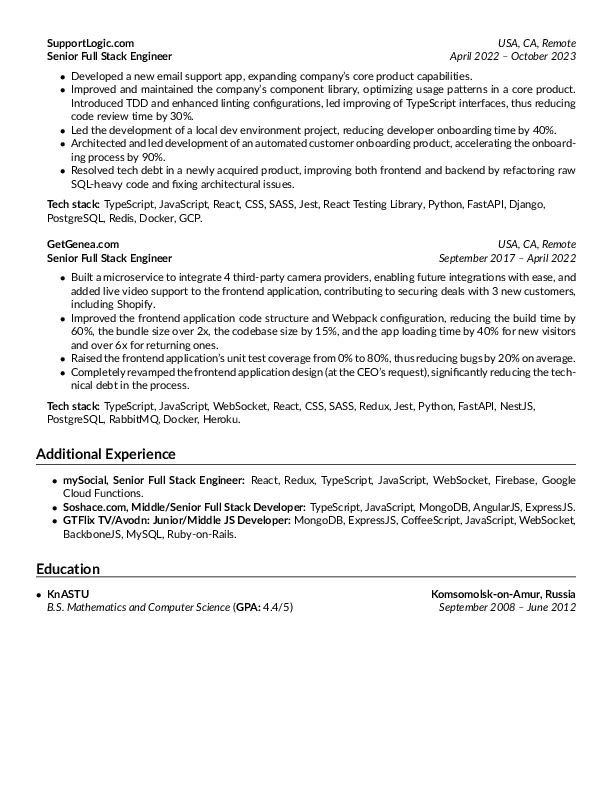 SupportLogic.com USA, CA, Remote
Senior Full Stack Engineer April 2022 – October 2023
• Developed a new email support app, expanding company's core product capabilities.
• Improved and maintained the company's component library, optimizing usage patterns in a core product.
Introduced TDD and enhanced linting configurations, led improving of TypeScript interfaces, thus reducing
code review time by 30%.
• Led the development of a local dev environment project, reducing developer onboarding time by 40%.
• Architected and led development of an automated customer onboarding product, accelerating the onboard-
ing process by 90%.
• Resolved tech debt in a newly acquired product, improving both frontend and backend by refactoring raw
SQL-heavy code and fixing architectural issues.
Tech stack: TypeScript, JavaScript, React, CSS, SASS, Jest, React Testing Library, Python, FastAPI, Django,
PostgreSQL, Redis, Docker, GCP.
GetGenea.com USA, CA, Remote
Senior Full Stack Engineer September 2017 – April 2022
• Built a microservice to integrate 4 third-party camera providers, enabling future integrations with ease, and
added live video support to the frontend application, contributing to securing deals with 3 new customers,
including Shopify.
• Improved the frontend application code structure and Webpack configuration, reducing the build time by
60%, the bundle size over 2x, the codebase size by 15%, and the app loading time by 40% for new visitors
and over 6x for returning ones.
• Raised the frontend application's unit test coverage from 0% to 80%, thus reducing bugs by 20% on average.
• Completely revamped the frontend application design (at the CEO's request), significantly reducing the tech-
nical debt in the process.
Tech stack: TypeScript, JavaScript, WebSocket, React, CSS, SASS, Redux, Jest, Python, FastAPI, NestJS,
PostgreSQL, RabbitMQ, Docker, Heroku.
Additional Experience
• mySocial, Senior Full Stack Engineer: React, Redux, TypeScript, JavaScript, WebSocket, Firebase, Google
Cloud Functions.
• Soshace.com, Middle/Senior Full Stack Developer: TypeScript, JavaScript, MongoDB, AngularJS, ExpressJS.
• GTFlix TV/Avodn: Junior/Middle JS Developer: MongoDB, ExpressJS, CoffeeScript, JavaScript, WebSocket,
BackboneJS, MySQL, Ruby-on-Rails.
Education
• KnASTU Komsomolsk-on-Amur, Russia
B.S. Mathematics and Computer Science (GPA: 4.4/5) September 2008 – June 2012